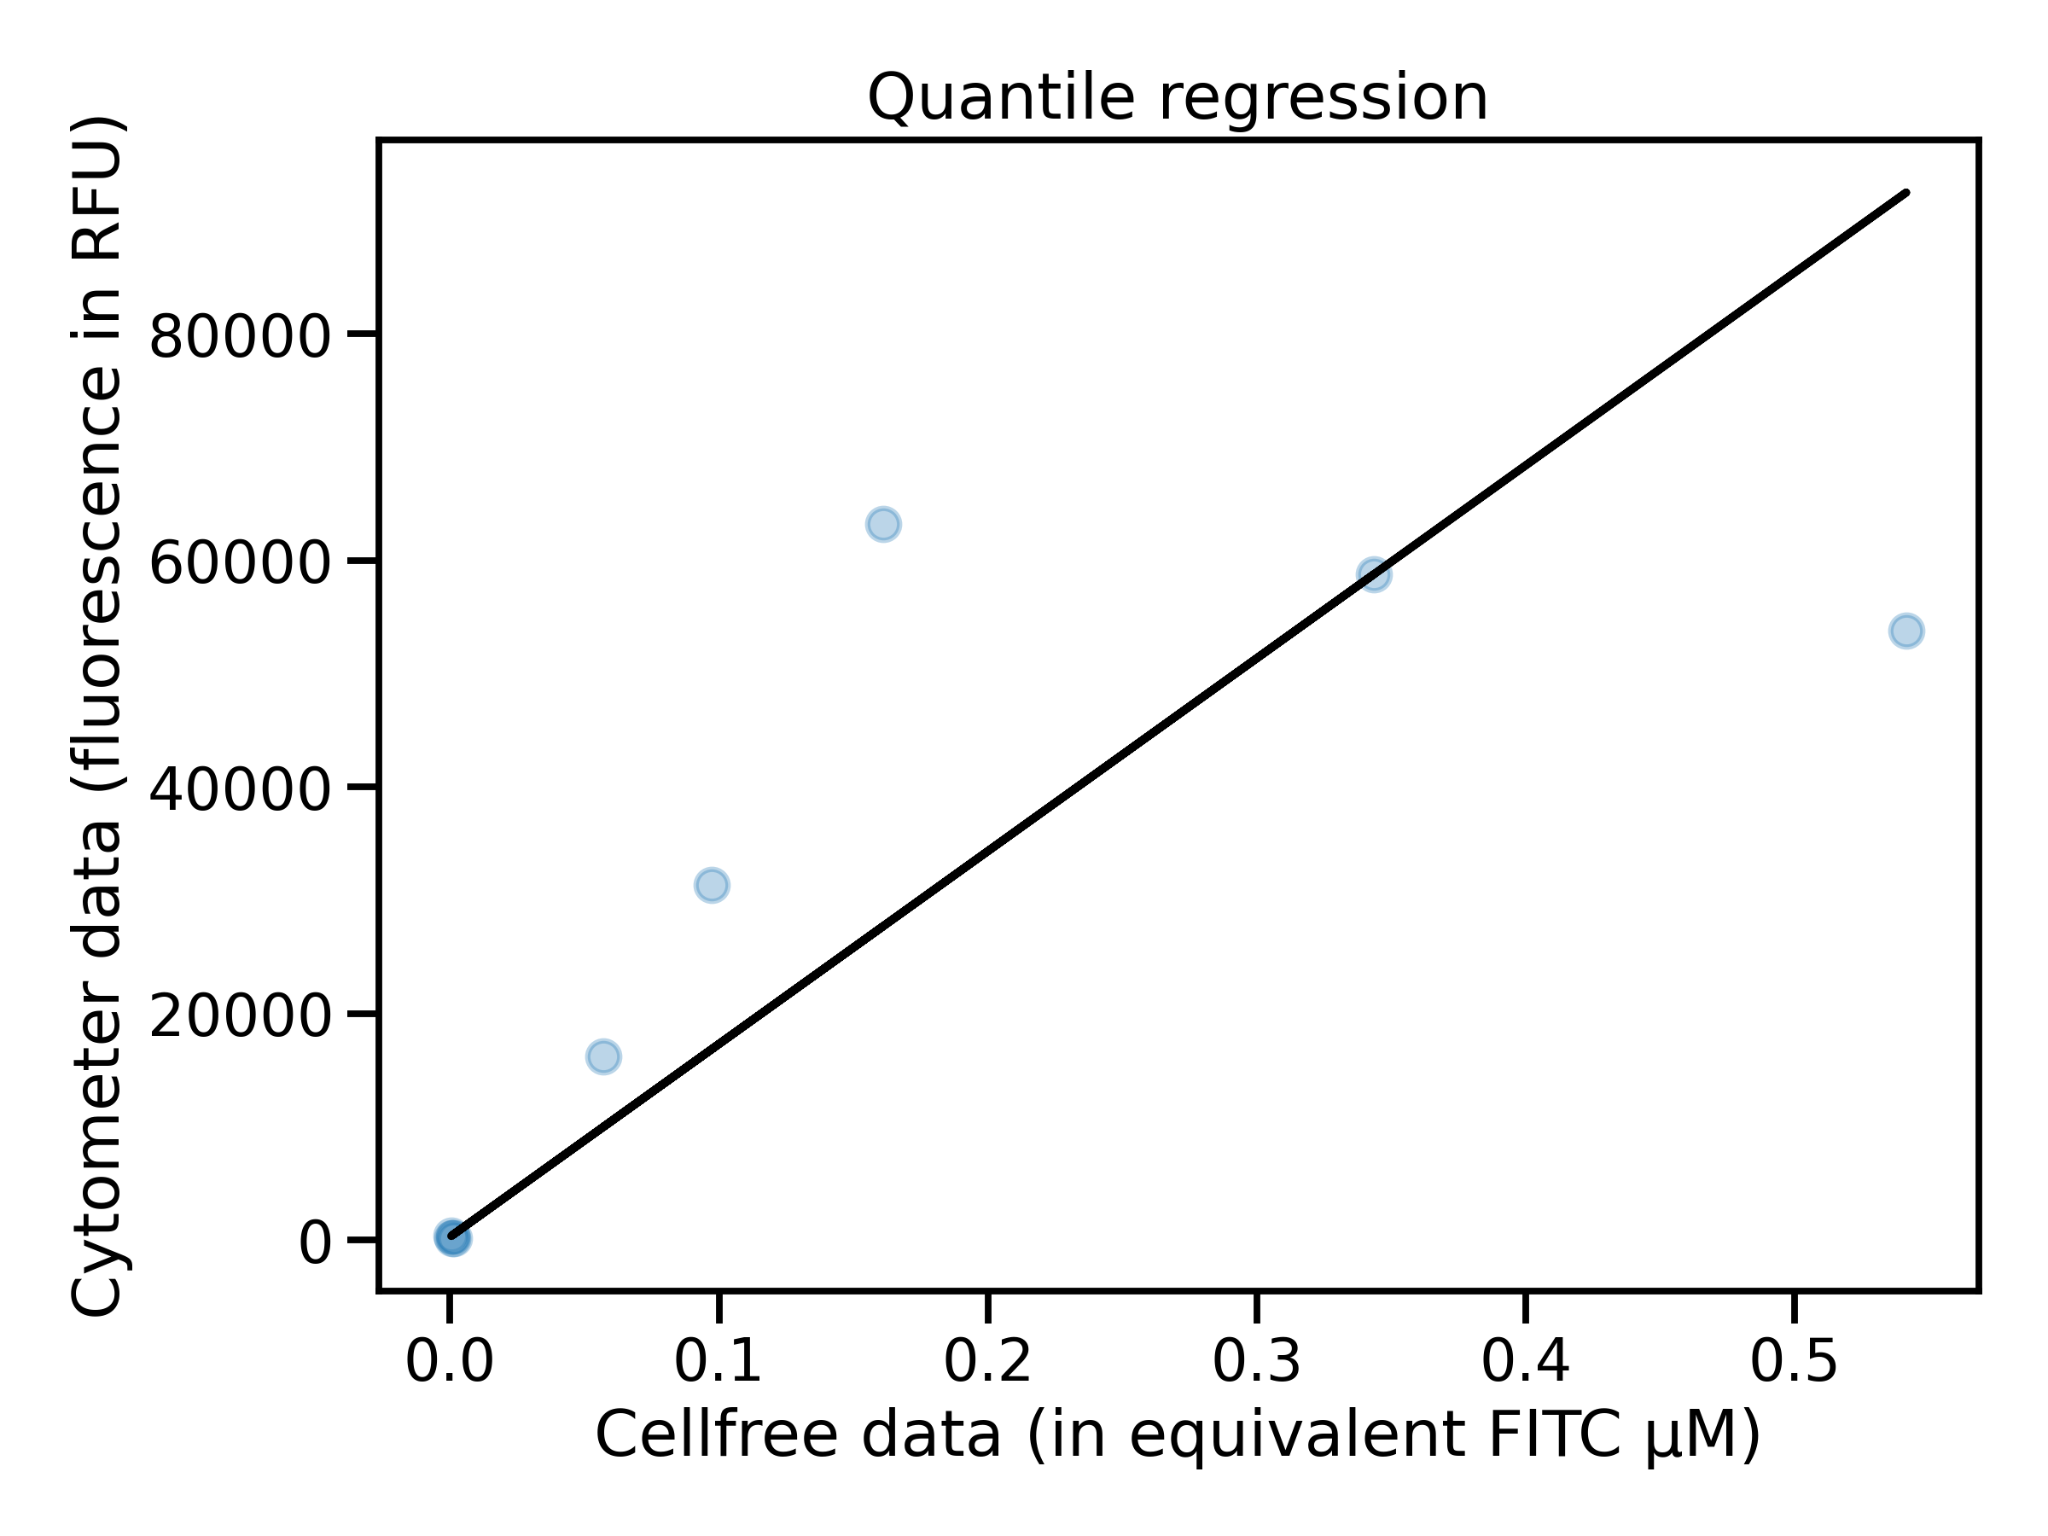 Quantile regression
Cytometer data (fluorescence in RFU)
80000
60000
40000
20000
0
0.0 0.1 0.2 0.3 0.4 0.5
Cellfree data (in equivalent FITC µM)